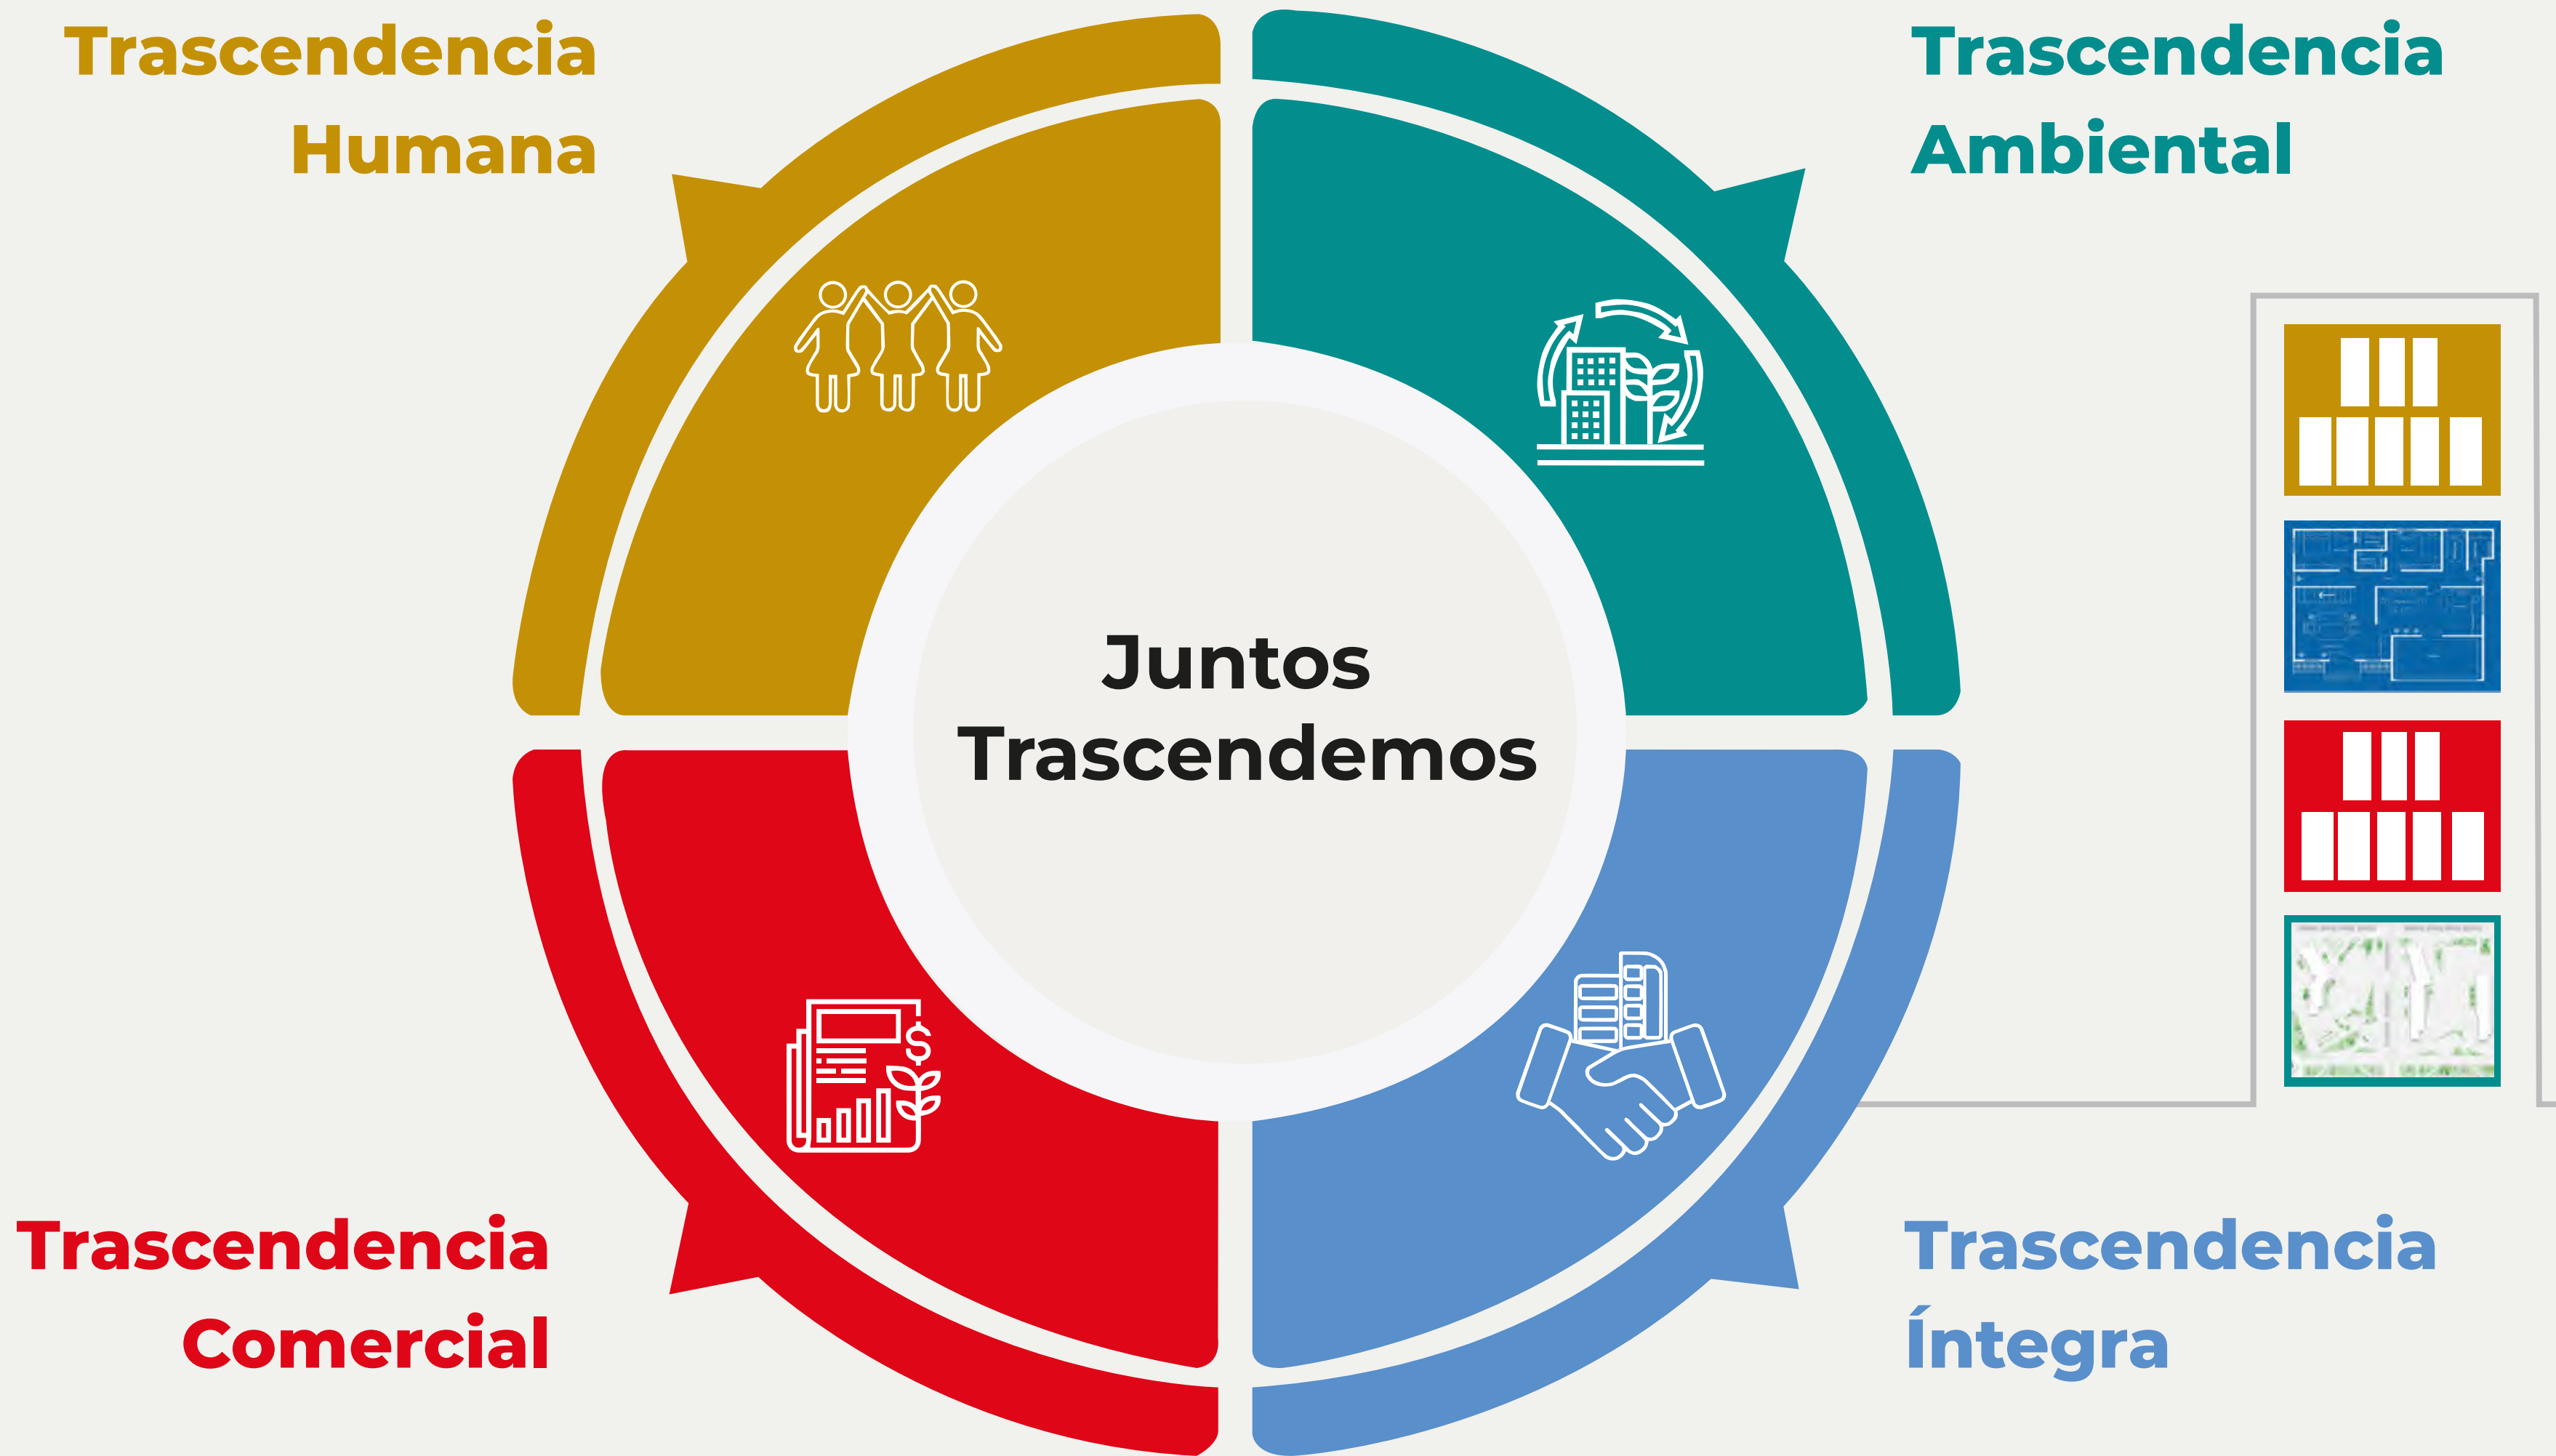 Trascendencia
Humana
Trascendencia
Ambiental
Juntos
Trascendemos
Trascendencia
Comercial
Trascendencia
Íntegra